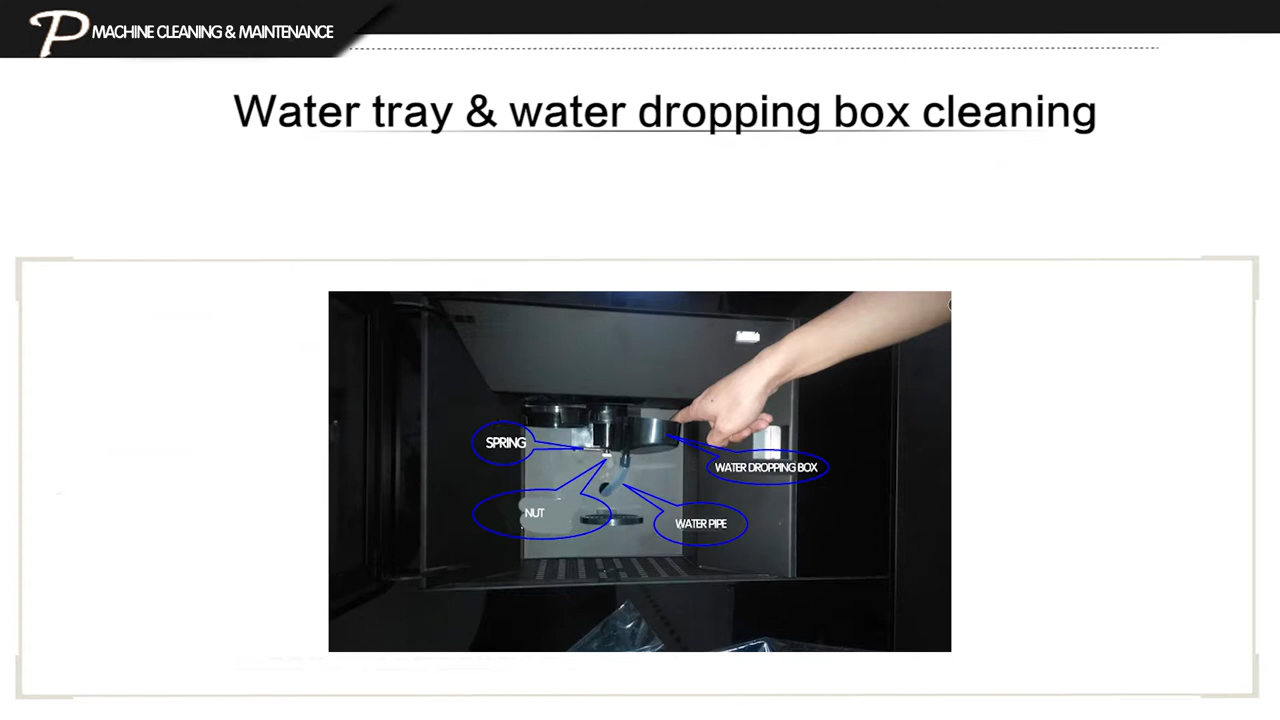 P MACHINE CLEANING & MAINTENANCE
Water tray & water dropping box cleaning
SPRING
WATER DROPPING BOX
NUT
WATER PIPE